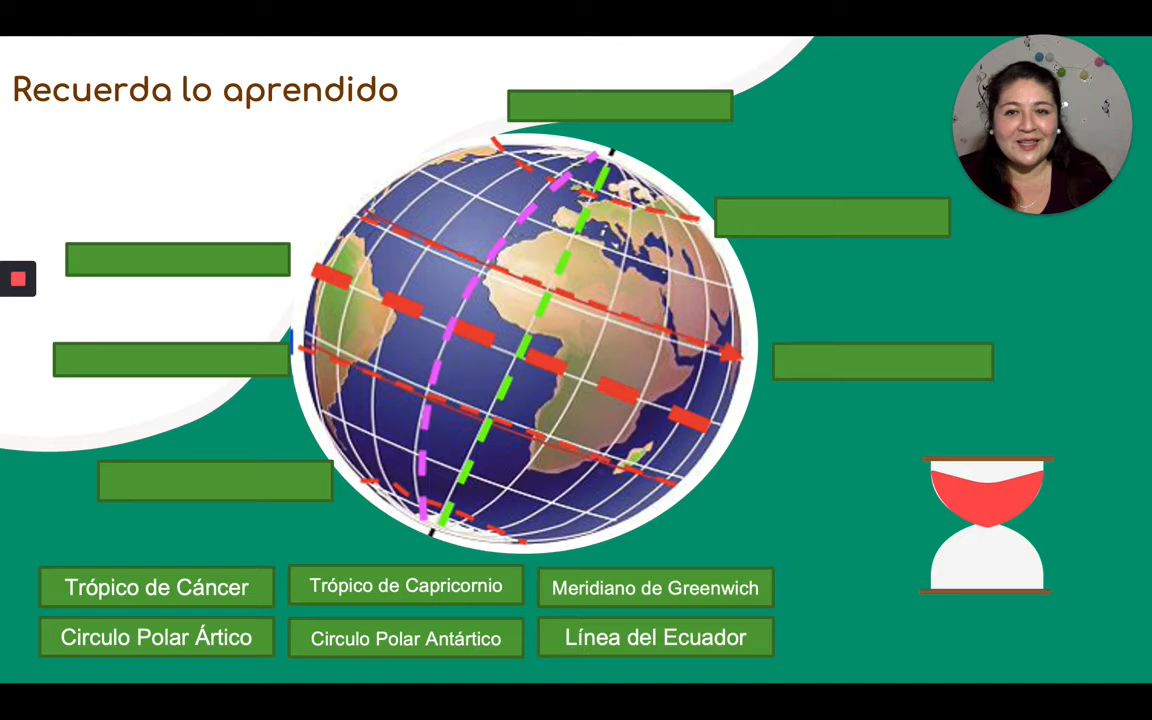 Recuerda lo aprendido
Trópico de Cáncer
Trópico de Capricornio
Meridiano de Greenwich
Circulo Polar Ártico
Circulo Polar Antártico
Línea del Ecuador